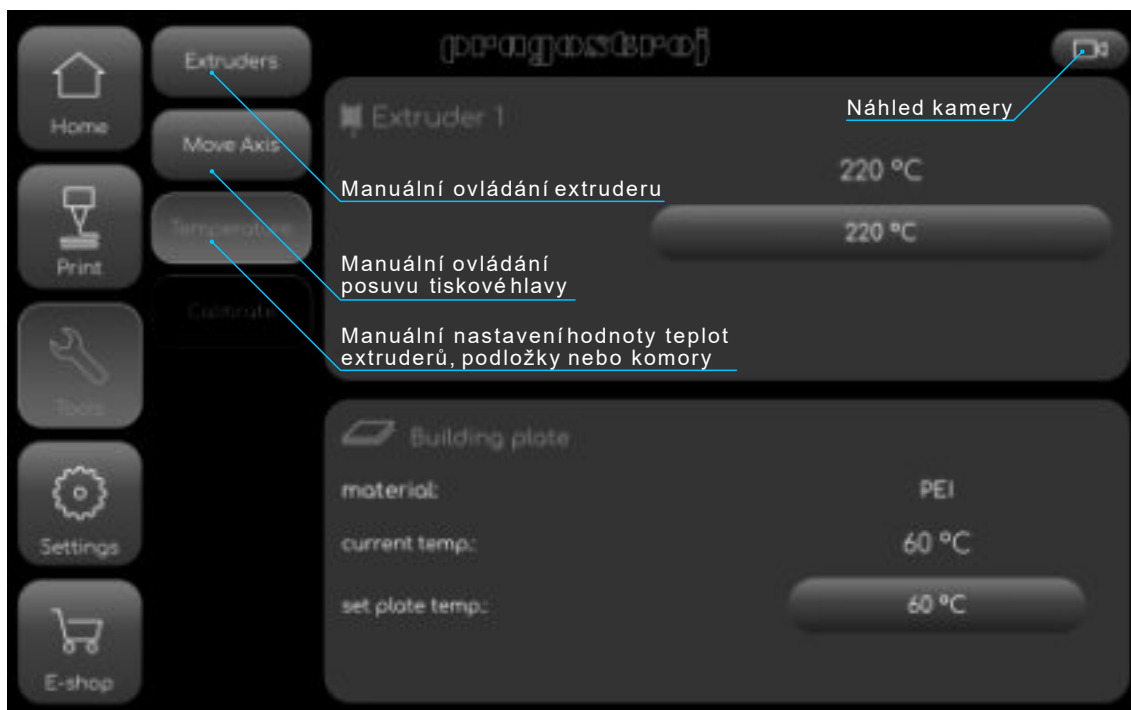 Extruders
Náhled kamery
Home
Extruder 1
Move Axis
220 °C
Manuální ovládání extruderu
220 °C
Temperature
Print
Manuální ovládání
posuvu tiskové hlavy
Calibrate
Manuální nastavení hodnoty teplot
extruderů, podložky nebo komory
Tools
Building plate
material:
PEI
current temp.:
60 °C
Settings
set plate temp.:
60 °C
E-shop